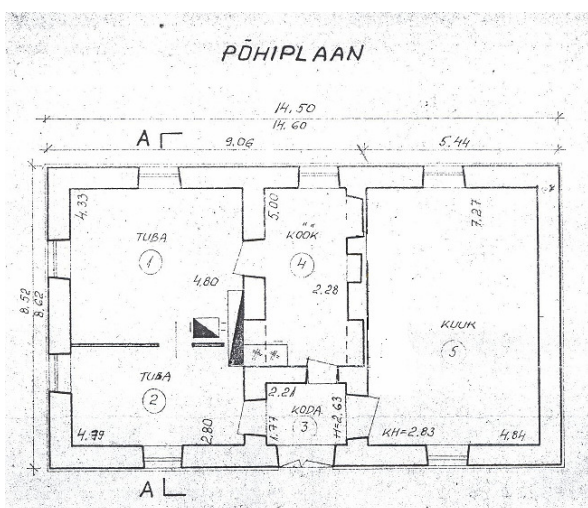 PÕHIPLAAN
14.50
14.60
A
9.06
5.44
4.33
TUBA
1
4.80
5.00
KÖÖK
4
2.28
7.27
KUUR
5
8.52
8.62
TUBA
2
4.79
2.80
2.21
KODA
3
1.77
H=2.63
KH=2.83
4.84
A